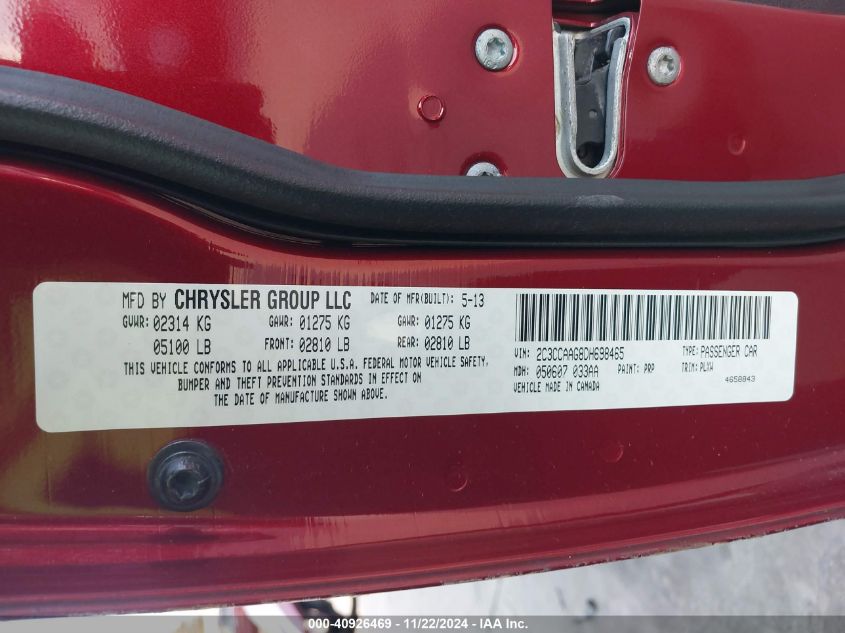 MFD BY CHRYSLER GROUP LLC DATE OF MFR(BUILT): 5-13
GVWR: 02314 KG GAWR: 01275 KG GAWR: 01275 KG
05100 LB FRONT: 02810 LB REAR: 02810 LB
THIS VEHICLE CONFORMS TO ALL APPLICABLE U.S.A. FEDERAL MOTOR VEHICLE SAFETY,
BUMPER AND THEFT PREVENTION STANDARDS IN EFFECT ON
THE DATE OF MANUFACTURE SHOWN ABOVE.
VIN: 2C3CCAAG8DH698465 TYPE: PASSENGER CAR
MDH: 050607 033AA PAINT: PRP TRIM: PLXW
VEHICLE MADE IN CANADA 4658843
000-40926469 - 11/22/2024 - IAA Inc.